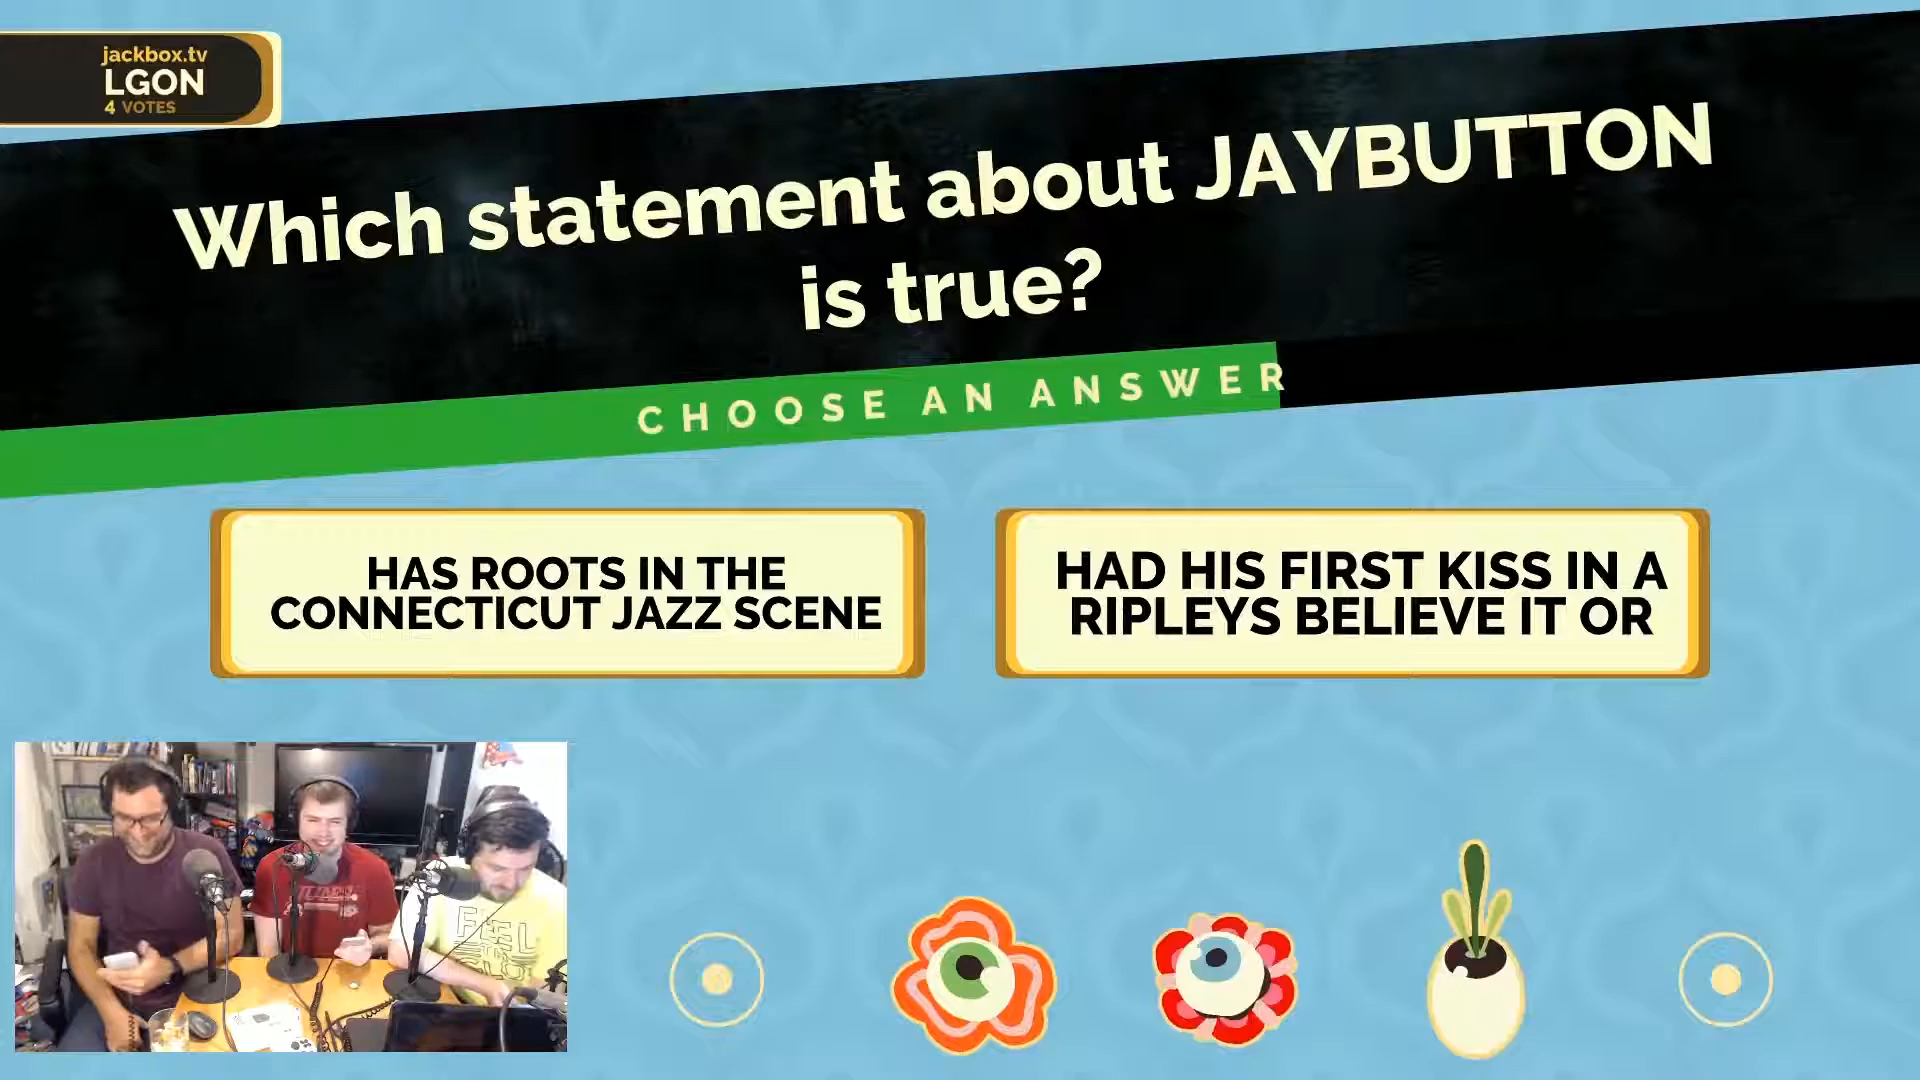 jackbox.tv
LGON
4 VOTES
Which statement about JAYBUTTON
is true?
CHOOSE AN ANSWER
HAS ROOTS IN THE
CONNECTICUT JAZZ SCENE
HAD HIS FIRST KISS IN A
RIPLEYS BELIEVE IT OR
FEEL